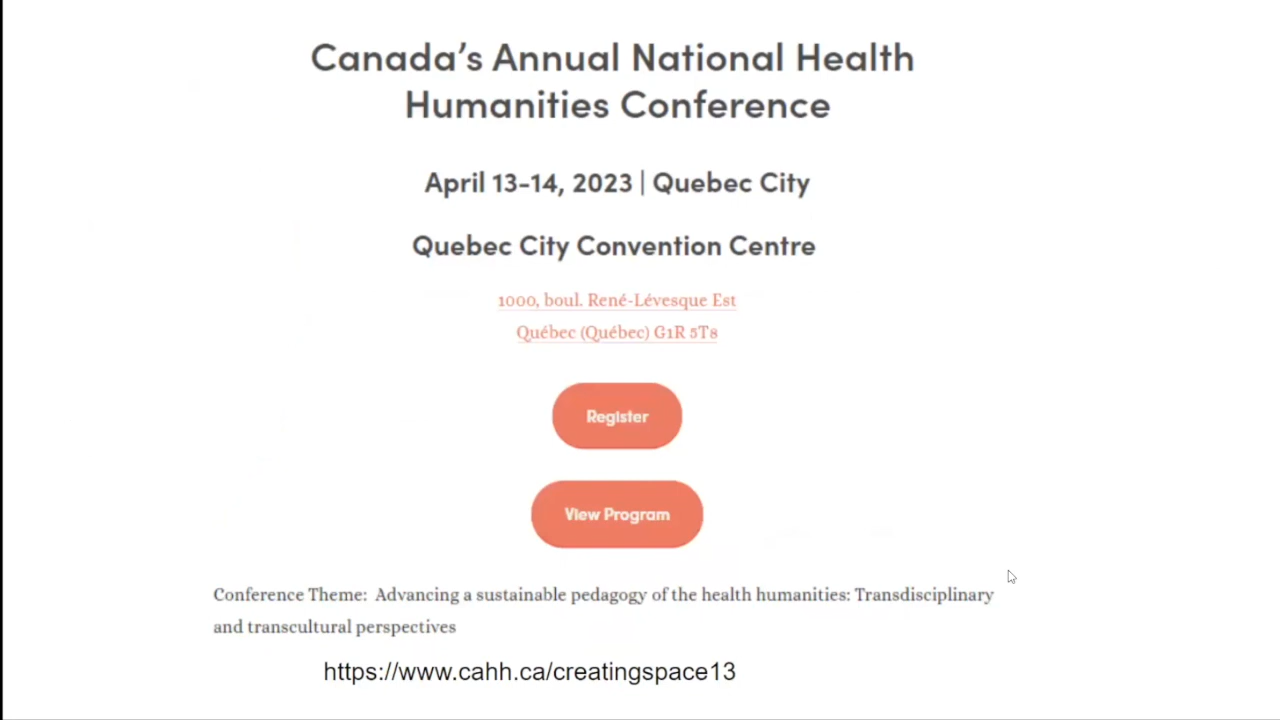 Canada’s Annual National Health
Humanities Conference
April 13-14, 2023 | Quebec City
Quebec City Convention Centre
1000, boul. René-Lévesque Est
Québec (Québec) G1R 5T8
Register
View Program
Conference Theme:  Advancing a sustainable pedagogy of the health humanities: Transdisciplinary
and transcultural perspectives
https://www.cahh.ca/creatingspace13